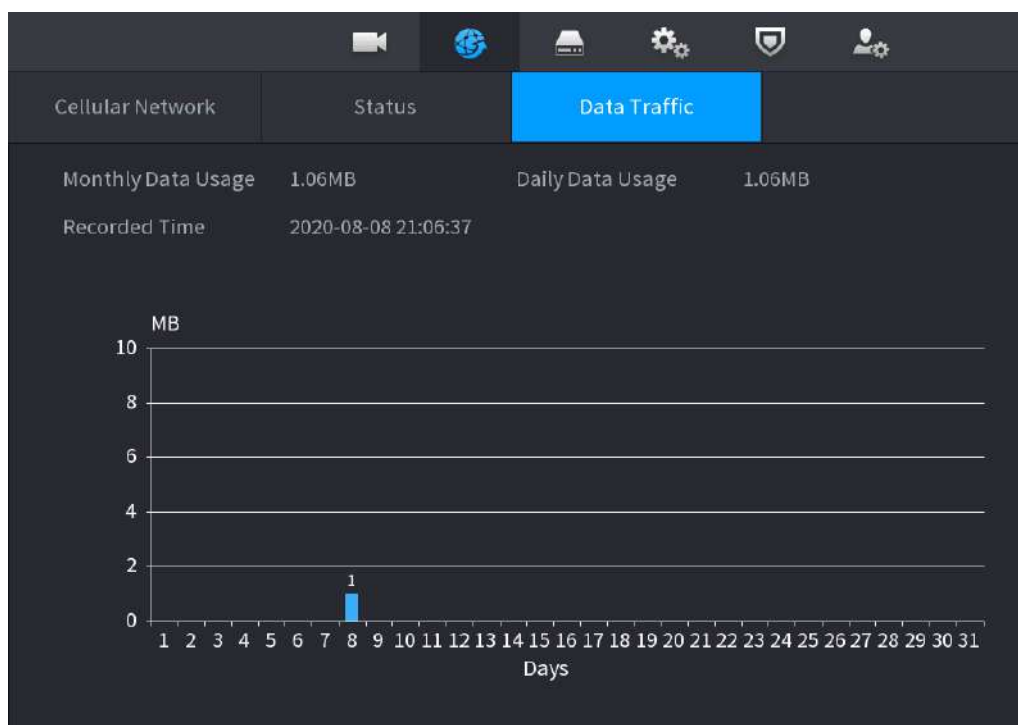 Cellular Network Status Data Traffic
Monthly Data Usage 1.06MB Daily Data Usage 1.06MB
Recorded Time 2020-08-08 21:06:37
MB
10
8
6
4
2
1
0
1 2 3 4 5 6 7 8 9 10 11 12 13 14 15 16 17 18 19 20 21 22 23 24 25 26 27 28 29 30 31
Days